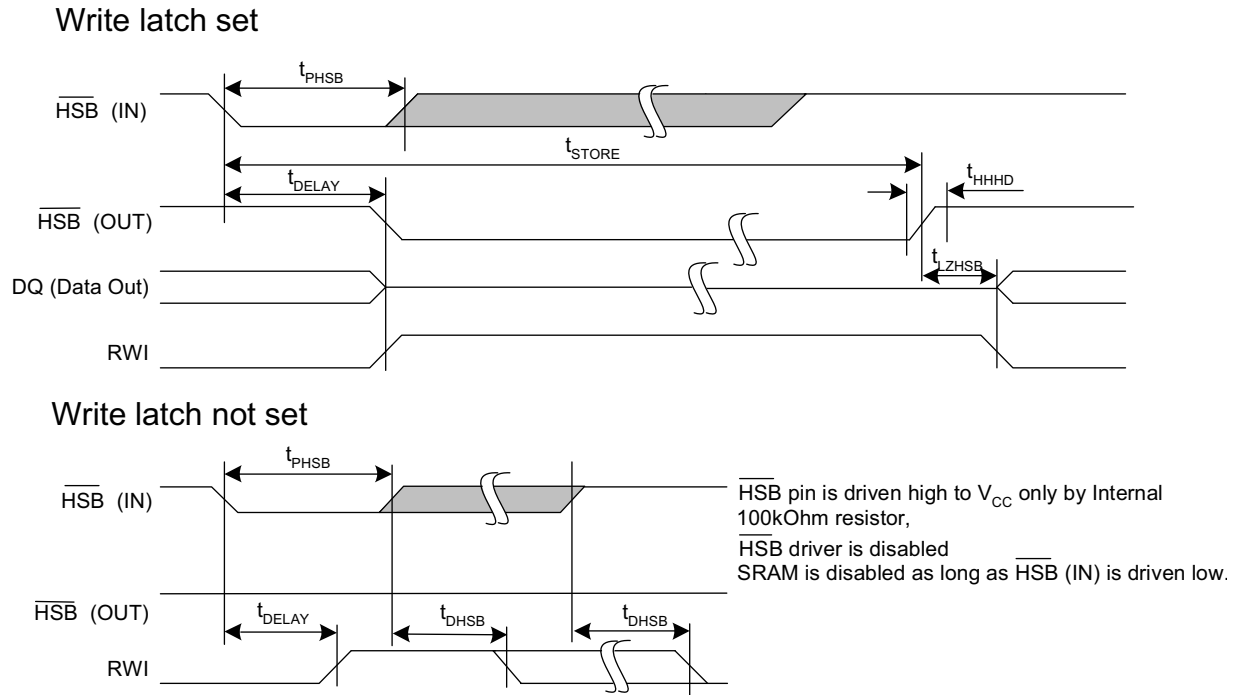 Write latch set
tPHSB
HSB (IN)
tSTORE
tDELAY
tHHHD
HSB (OUT)
tLZHSB
DQ (Data Out)
RWI
Write latch not set
tPHSB
HSB (IN)
HSB pin is driven high to VCC only by Internal
100kOhm resistor,
HSB driver is disabled
SRAM is disabled as long as HSB (IN) is driven low.
HSB (OUT)
tDELAY
tDHSB
tDHSB
RWI